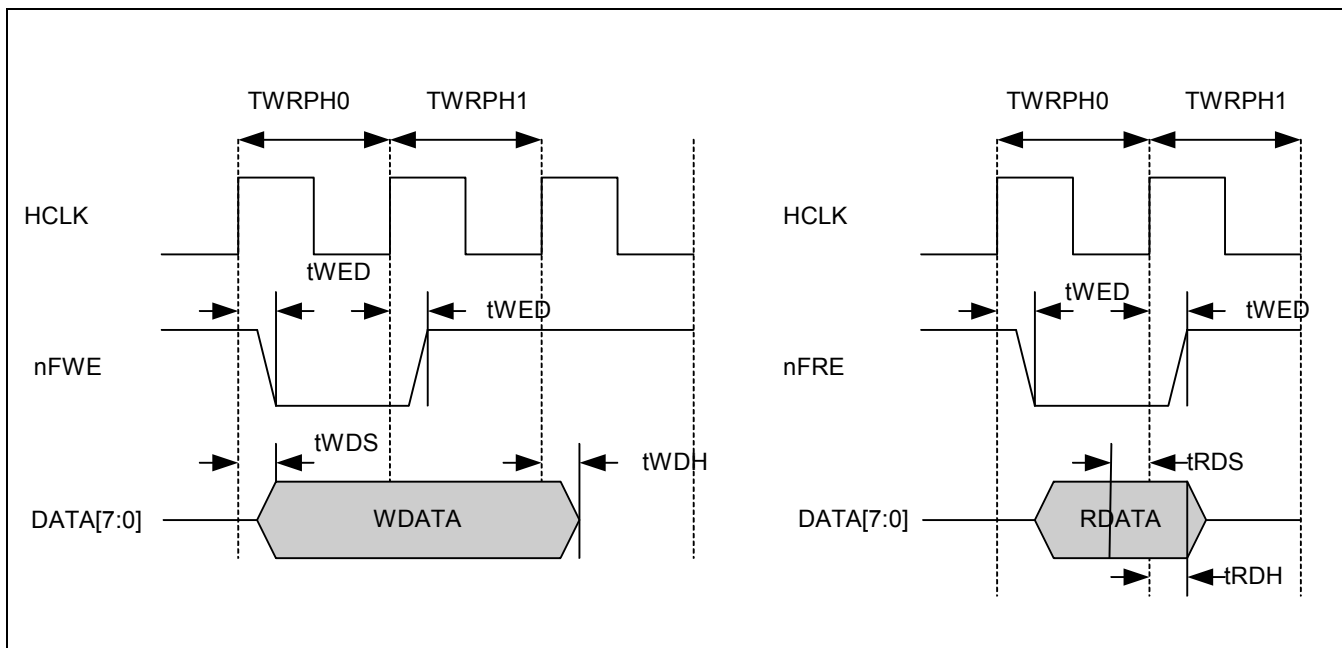 TWRPH0 TWRPH1 TWRPH0 TWRPH1
HCLK HCLK
tWED tWED
tWED tWED
nFWE nFRE
tWDS tWDH tRDS
DATA[7:0] WDATA DATA[7:0] RDATA
tRDH